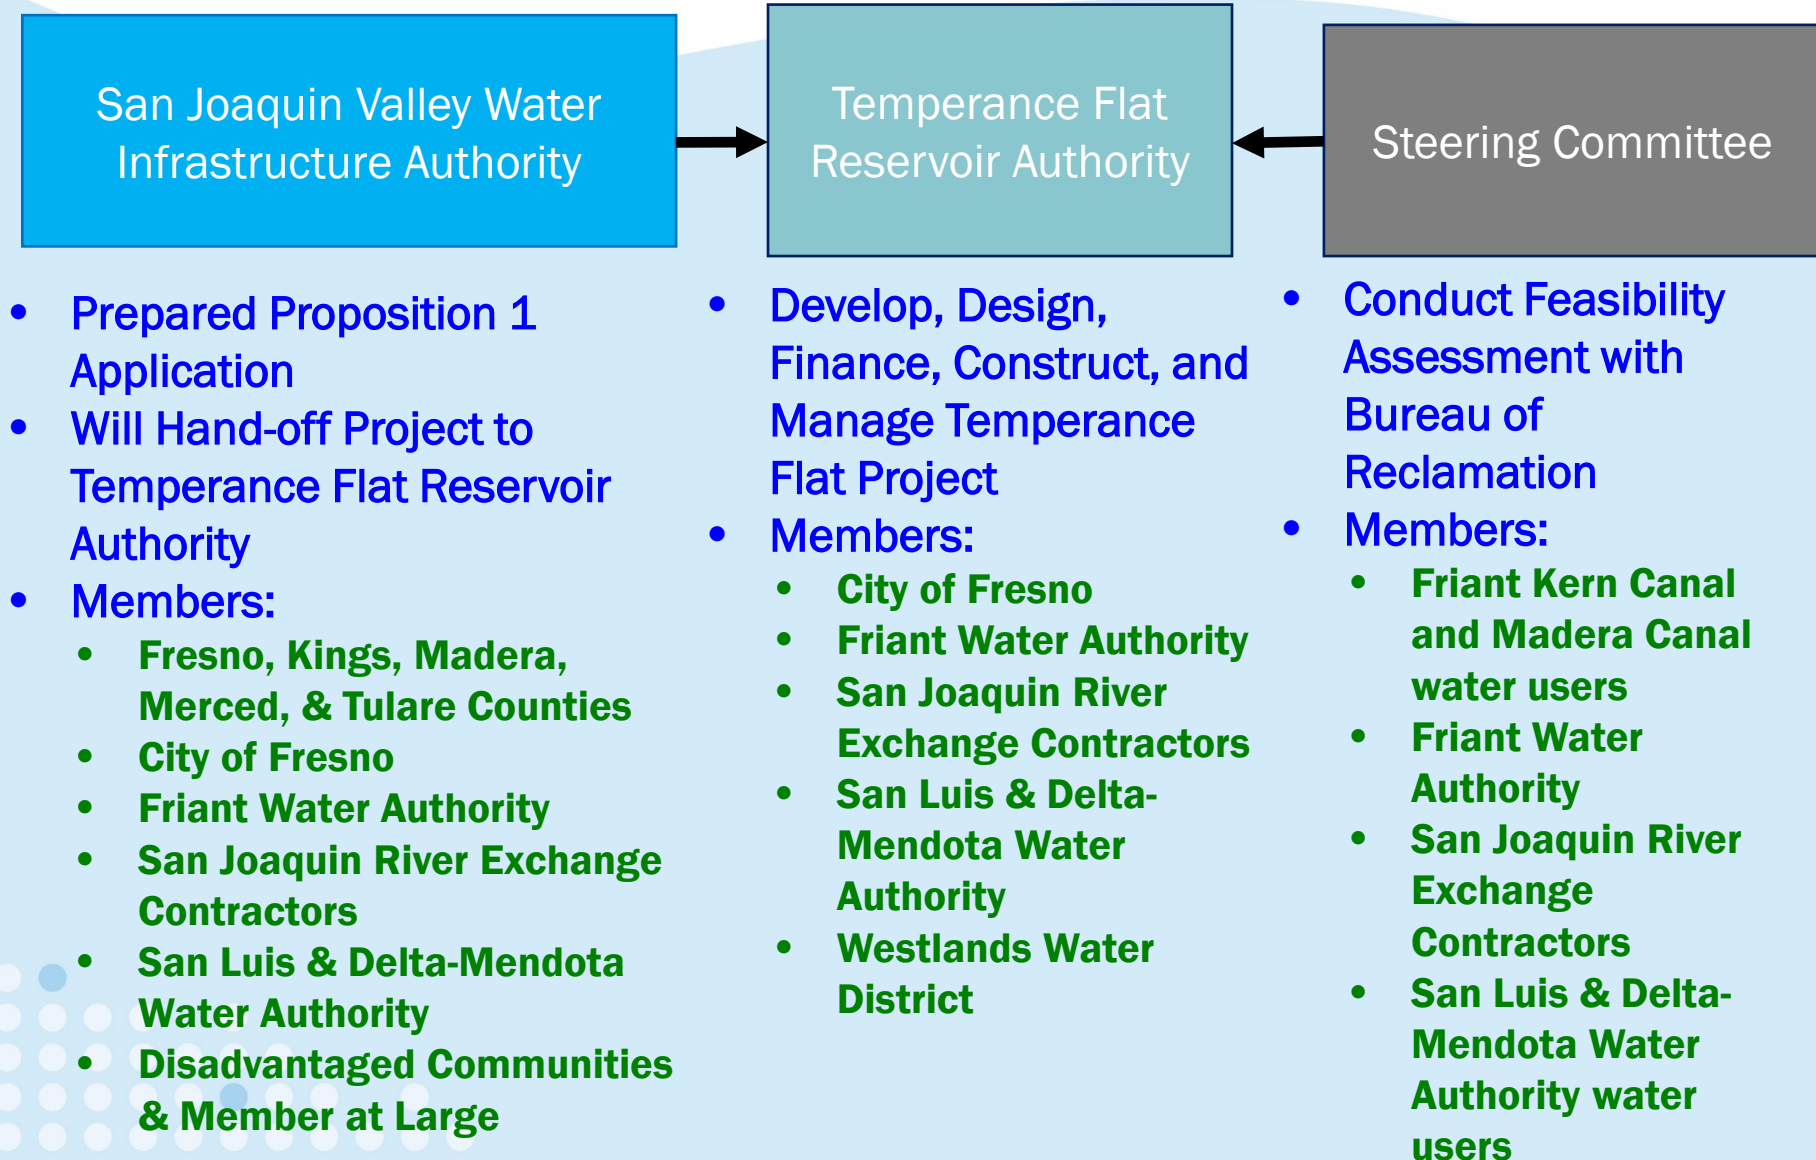 San Joaquin Valley Water
Infrastructure Authority
Temperance Flat
Reservoir Authority
Steering Committee
• Prepared Proposition 1
Application
• Will Hand-off Project to
Temperance Flat Reservoir
Authority
• Members:
• Fresno, Kings, Madera,
Merced, & Tulare Counties
• City of Fresno
• Friant Water Authority
• San Joaquin River Exchange
Contractors
• San Luis & Delta-Mendota
Water Authority
• Disadvantaged Communities
& Member at Large
• Develop, Design,
Finance, Construct, and
Manage Temperance
Flat Project
• Members:
• City of Fresno
• Friant Water Authority
• San Joaquin River
Exchange Contractors
• San Luis & Delta-
Mendota Water
Authority
• Westlands Water
District
• Conduct Feasibility
Assessment with
Bureau of
Reclamation
• Members:
• Friant Kern Canal
and Madera Canal
water users
• Friant Water
Authority
• San Joaquin River
Exchange
Contractors
• San Luis & Delta-
Mendota Water
Authority water
users